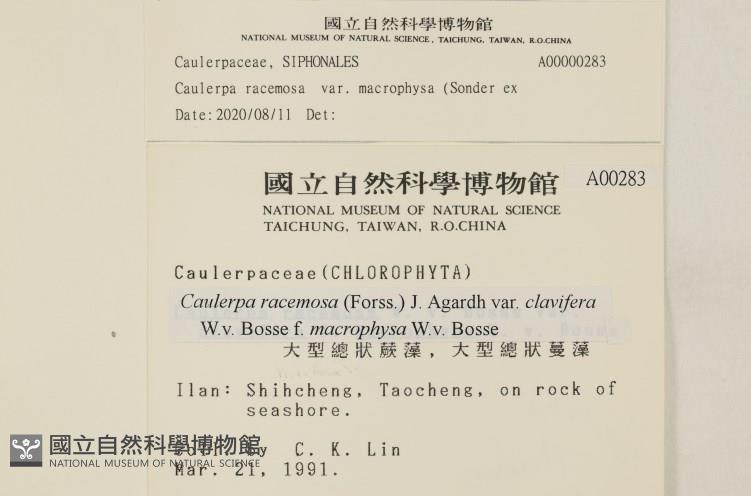 國立自然科學博物館
NATIONAL MUSEUM OF NATURAL SCIENCE, TAICHUNG, TAIWAN, R.O.CHINA
Caulerpaceae, SIPHONALES A00000283
Caulerpa racemosa var. macrophysa (Sonder ex
Date:2020/08/11 Det:
國立自然科學博物館 A00283
NATIONAL MUSEUM OF NATURAL SCIENCE
TAICHUNG, TAIWAN, R.O.CHINA
Caulerpaceae(CHLOROPHYTA)
Caulerpa racemosa (Forss.) J. Agardh var. clavifera
W.v. Bosse f. macrophysa W.v. Bosse
大型總狀蕨藻, 大型總狀蔓藻
Ilan: Shihcheng, Taocheng, on rock of
seashore.
by C. K. Lin
Mar. 21, 1991.
國立自然科學博物館
NATIONAL MUSEUM OF NATURAL SCIENCE